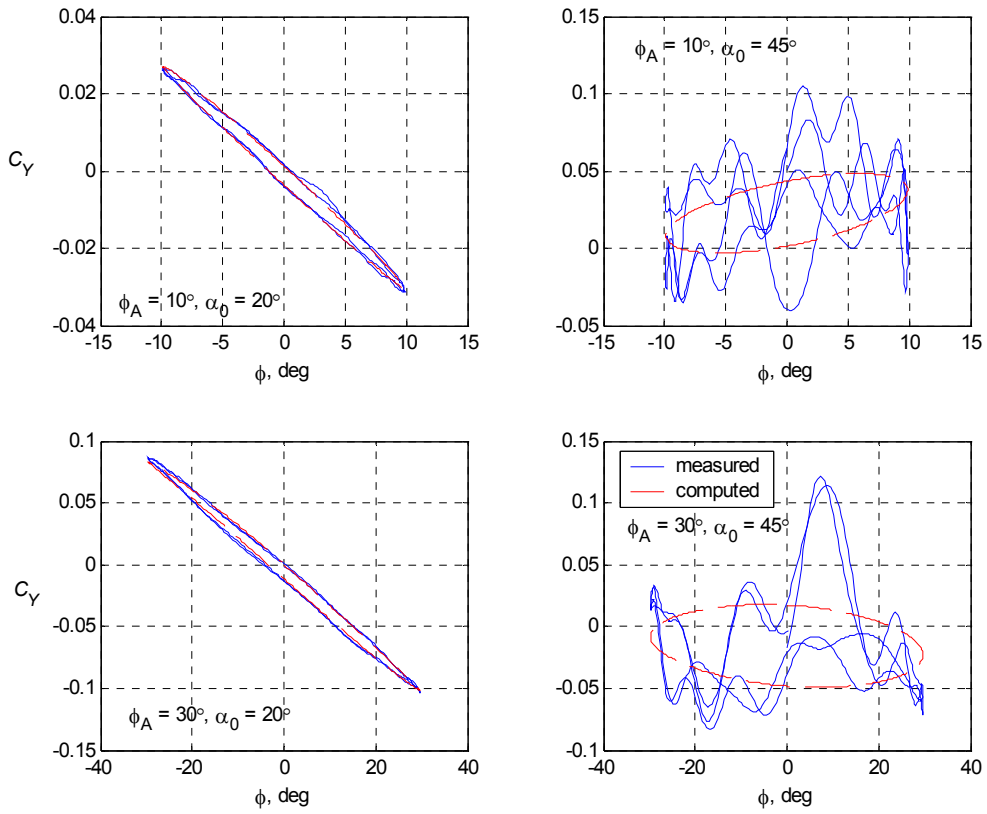 0.04
0.02
0
-0.02
-0.04
C_Y
ϕ_A = 10°, α_0 = 20°
-15 -10 -5 0 5 10 15
ϕ, deg
0.15
0.1
0.05
0
-0.05
ϕ_A = 10°, α_0 = 45°
-15 -10 -5 0 5 10 15
ϕ, deg
0.1
0.05
0
-0.05
-0.1
-0.15
C_Y
ϕ_A = 30°, α_0 = 20°
-40 -20 0 20 40
ϕ, deg
0.15
0.1
0.05
0
-0.05
-0.1
measured
computed
ϕ_A = 30°, α_0 = 45°
-40 -20 0 20 40
ϕ, deg